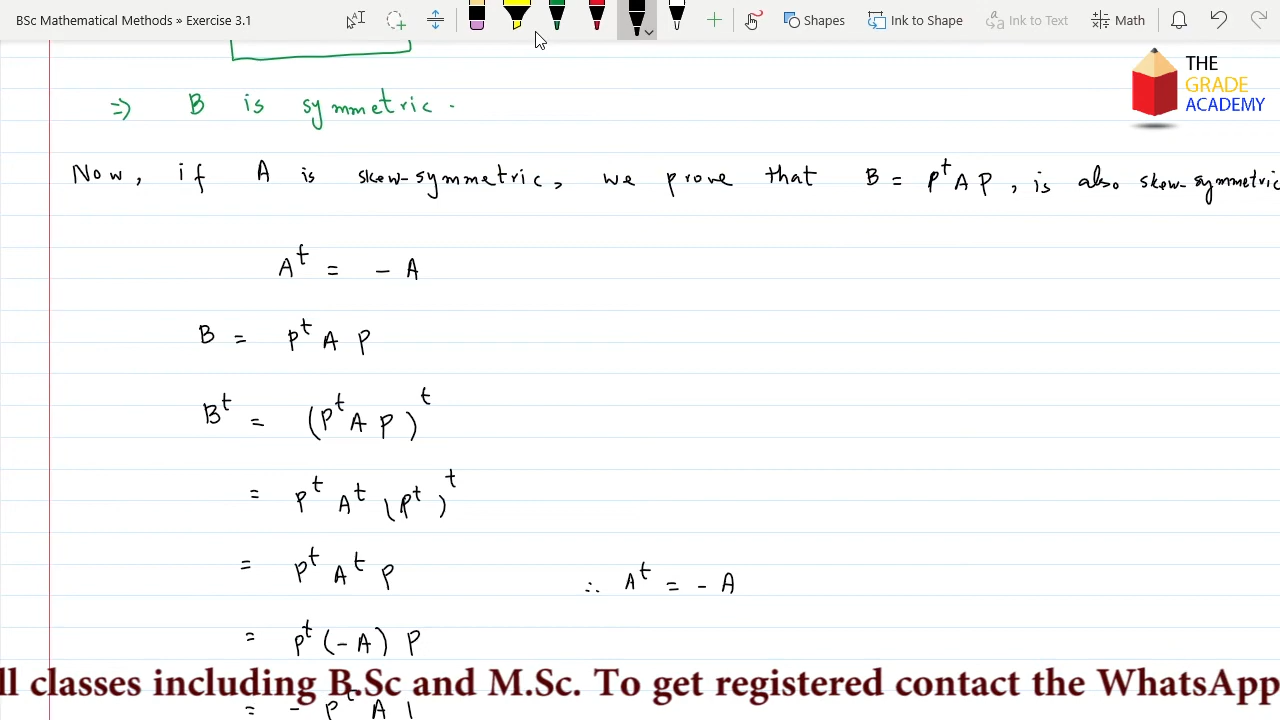 BSc Mathematical Methods » Exercise 3.1
Shapes
Ink to Shape
Ink to Text
Math
THE
GRADE
ACADEMY
=> B is symmetric.
Now, if A is skew-symmetric, we prove that B = P^t A P, is also skew-symmetric
A^t = - A
B = P^t A P
B^t = (P^t A P)^t
= P^t A^t (P^t)^t
= P^t A^t P
∴ A^t = - A
= P^t (-A) P
ll classes including B.Sc and M.Sc. To get registered contact the WhatsApp
= - P^t A